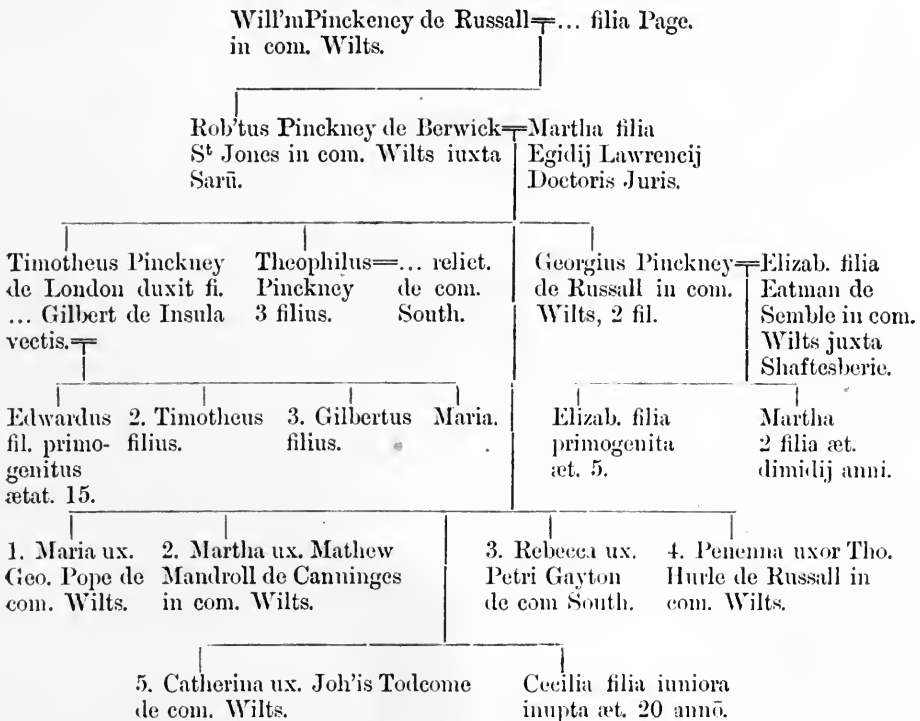 Will'm Pinckeney de Russall=... filia Page.
in com. Wilts.
Rob'tus Pinckney de Berwick=Martha filia
Sᵗ Jones in com. Wilts iuxta Egidij Lawrencij
Sarū. Doctoris Juris.
Timotheus Pinckney
de London duxit fi.
... Gilbert de Insula
vectis.=
Theophilus=... relict.
Pinckney de com.
3 filius. South.
Georgius Pinckney=Elizab. filia
de Russall in com. Eatman de
Wilts, 2 fil. Semble in com.
Wilts juxta
Shaftesberie.
Edwardus
fil. primo-
genitus
ætat. 15.
2. Timotheus
filius.
3. Gilbertus
filius.
Maria.
Elizab. filia
primogenita
æt. 5.
Martha
2 filia æt.
dimidij anni.
1. Maria ux.
Geo. Pope de
com. Wilts.
2. Martha ux. Mathew
Mandroll de Canninges
in com. Wilts.
3. Rebecca ux.
Petri Gayton
de com South.
4. Penenna uxor Tho.
Hurle de Russall in
com. Wilts.
5. Catherina ux. Joh'is Todcome
de com. Wilts.
Cecilia filia iuniora
inupta æt. 20 annō.